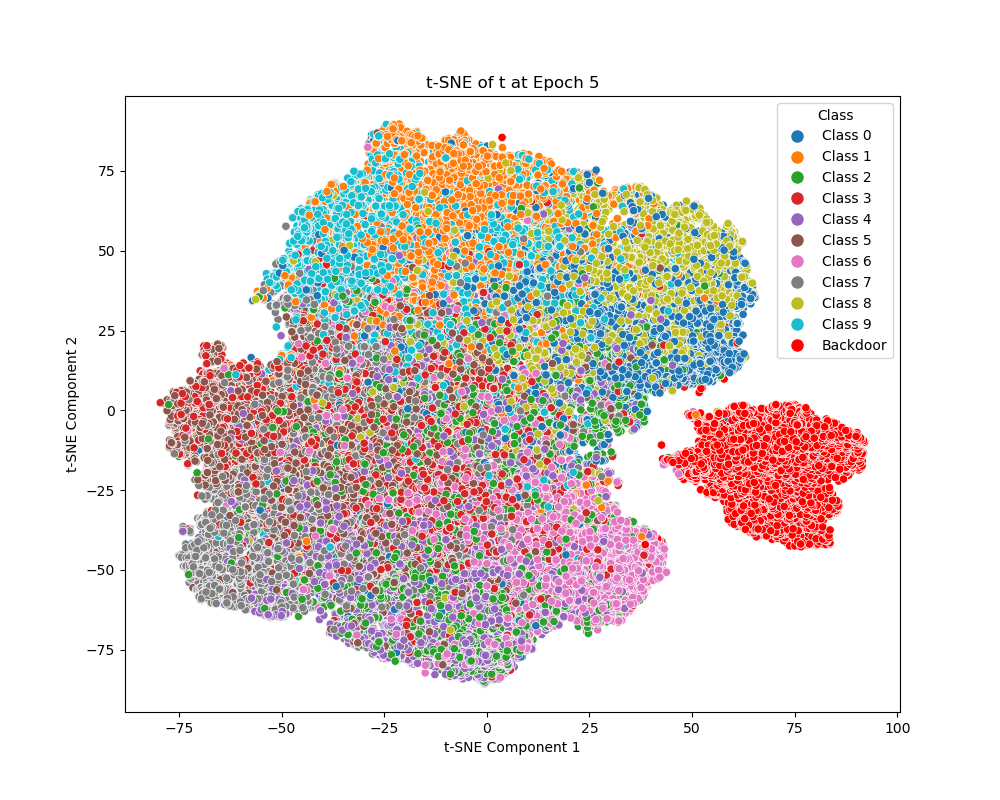 t-SNE of t at Epoch 5
Class
Class 0
Class 1
Class 2
Class 3
Class 4
Class 5
Class 6
Class 7
Class 8
Class 9
Backdoor
75
50
25
0
−25
−50
−75
t-SNE Component 2
−75
−50
−25
0
25
50
75
100
t-SNE Component 1